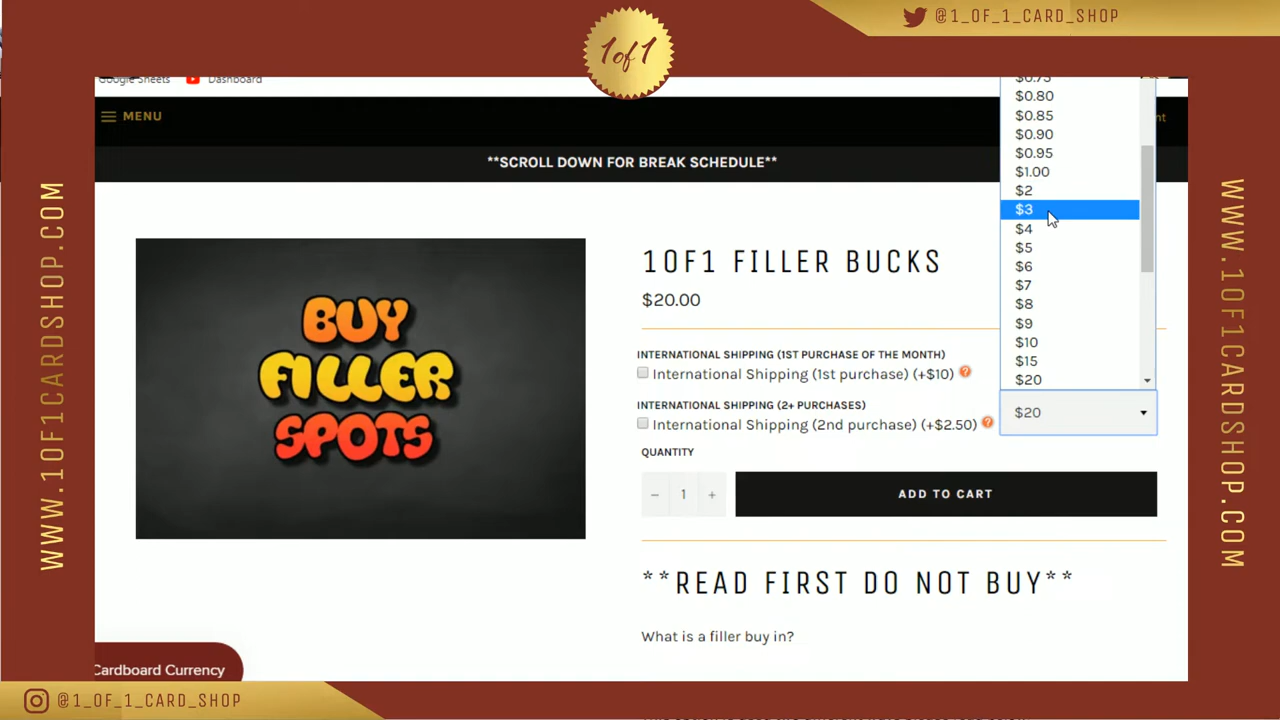 @1_OF_1_CARD_SHOP
1of1
Google Sheets
Dashboard
MENU
nt
**SCROLL DOWN FOR BREAK SCHEDULE**
$0.75
$0.80
$0.85
$0.90
$0.95
$1.00
$2
$3
$4
$5
$6
$7
$8
$9
$10
$15
$20
$20
BUY
FILLER
SPOTS
1OF1 FILLER BUCKS
$20.00
INTERNATIONAL SHIPPING (1ST PURCHASE OF THE MONTH)
International Shipping (1st purchase) (+$10)
INTERNATIONAL SHIPPING (2+ PURCHASES)
International Shipping (2nd purchase) (+$2.50)
QUANTITY
− 1 +
ADD TO CART
**READ FIRST DO NOT BUY**
What is a filler buy in?
Cardboard Currency
WWW.1OF1CARDSHOP.COM
WWW.1OF1CARDSHOP.COM
@1_OF_1_CARD_SHOP